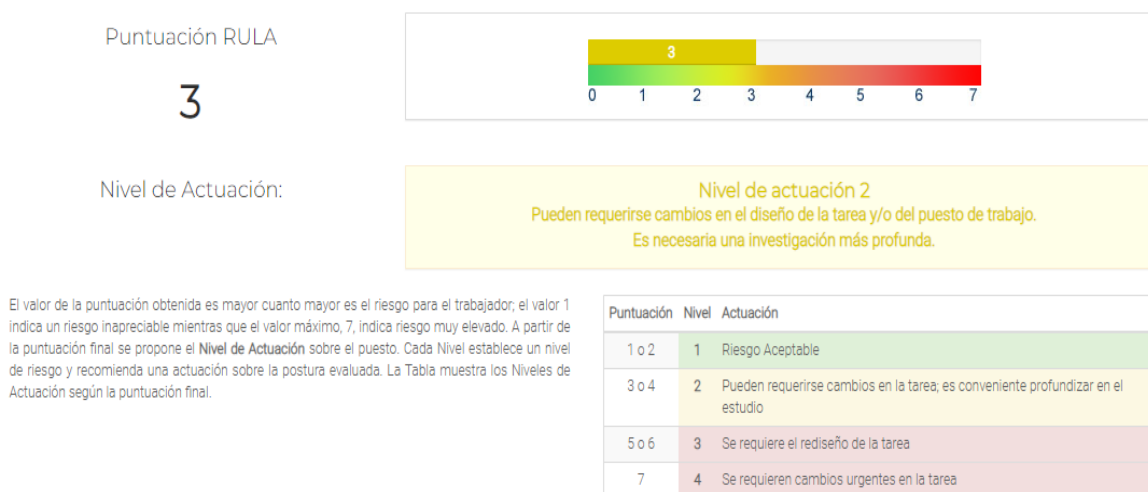 Puntuación RULA
3
3
0 1 2 3 4 5 6 7
Nivel de Actuación:
Nivel de actuación 2
Pueden requerirse cambios en el diseño de la tarea y/o del puesto de trabajo.
Es necesaria una investigación más profunda.
El valor de la puntuación obtenida es mayor cuanto mayor es el riesgo para el trabajador; el valor 1
indica un riesgo inapreciable mientras que el valor máximo, 7, indica riesgo muy elevado. A partir de
la puntuación final se propone el Nivel de Actuación sobre el puesto. Cada Nivel establece un nivel
de riesgo y recomienda una actuación sobre la postura evaluada. La Tabla muestra los Niveles de
Actuación según la puntuación final.
Puntuación Nivel Actuación
1 o 2 1 Riesgo Aceptable
3 o 4 2 Pueden requerirse cambios en la tarea; es conveniente profundizar en el
estudio
5 o 6 3 Se requiere el rediseño de la tarea
7 4 Se requieren cambios urgentes en la tarea